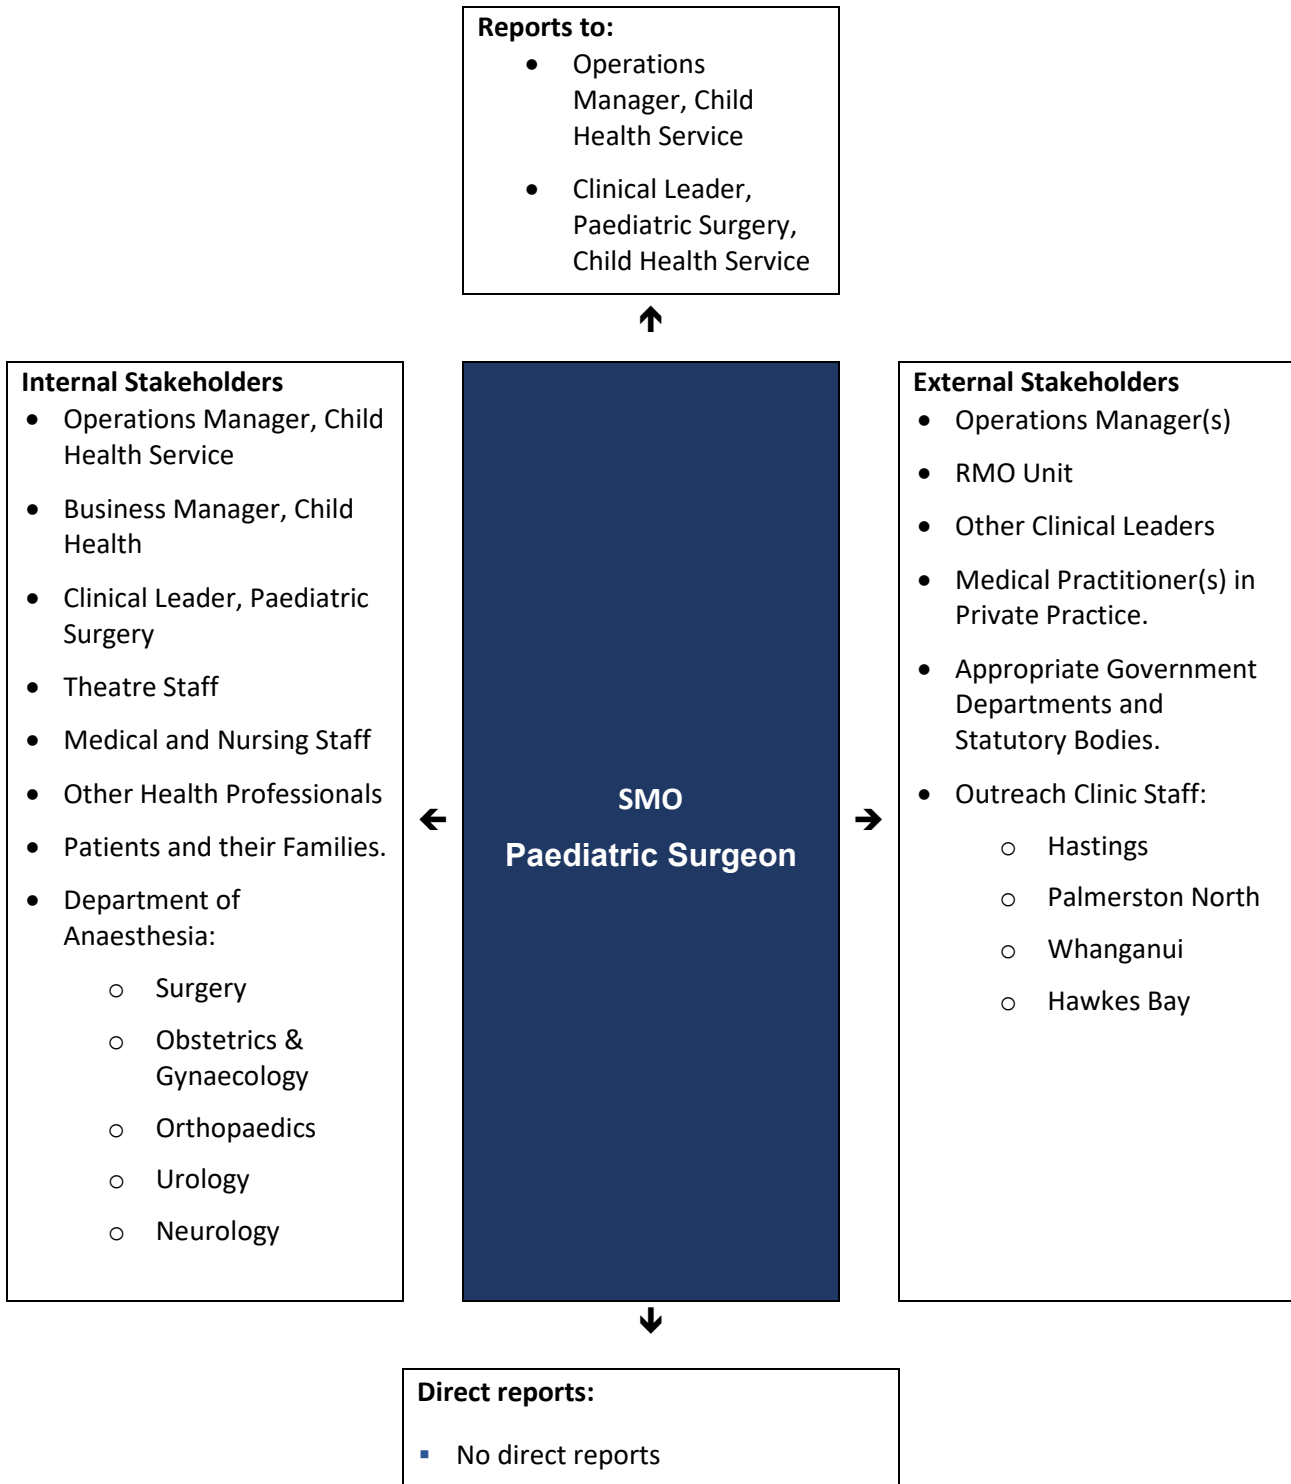 Reports to:
• Operations
Manager, Child
Health Service
• Clinical Leader,
Paediatric Surgery,
Child Health Service
Internal Stakeholders
• Operations Manager, Child
Health Service
• Business Manager, Child
Health
• Clinical Leader, Paediatric
Surgery
• Theatre Staff
• Medical and Nursing Staff
• Other Health Professionals
• Patients and their Families.
• Department of
Anaesthesia:
o Surgery
o Obstetrics &
Gynaecology
o Orthopaedics
o Urology
o Neurology
SMO
Paediatric Surgeon
External Stakeholders
• Operations Manager(s)
• RMO Unit
• Other Clinical Leaders
• Medical Practitioner(s) in
Private Practice.
• Appropriate Government
Departments and
Statutory Bodies.
• Outreach Clinic Staff:
o Hastings
o Palmerston North
o Whanganui
o Hawkes Bay
Direct reports:
▪ No direct reports